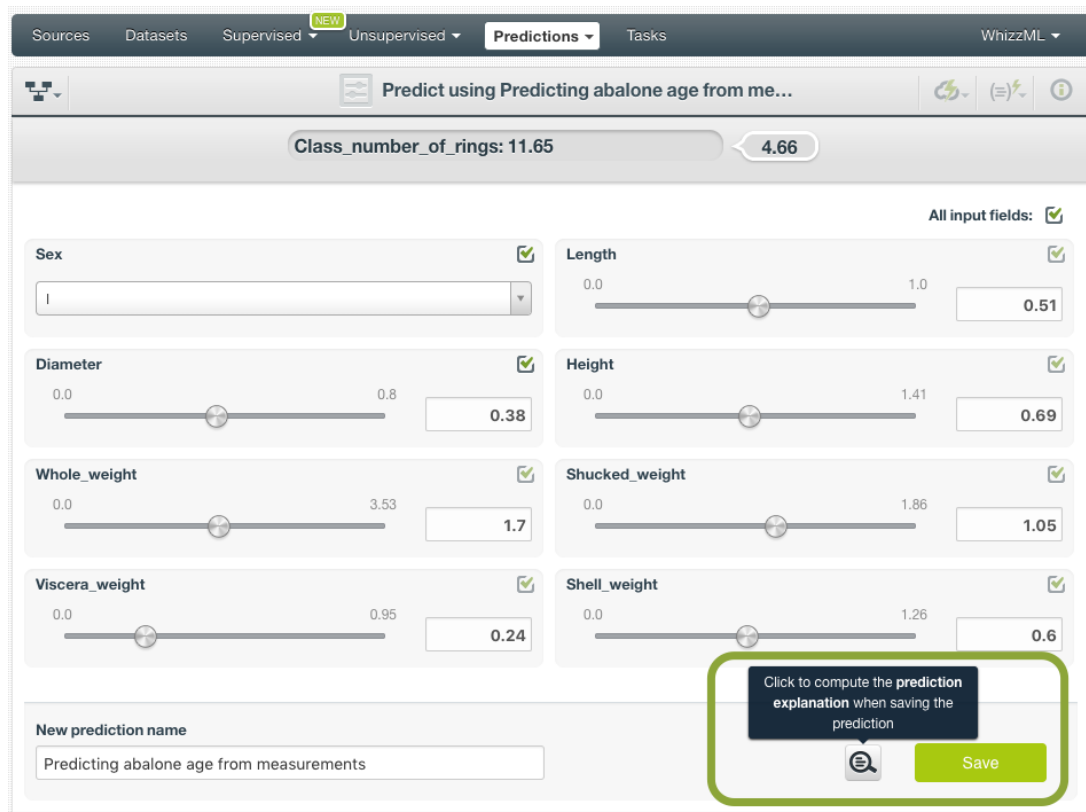 Sources Datasets Supervised NEW Unsupervised Predictions Tasks WhizzML
Predict using Predicting abalone age from me...
Class_number_of_rings: 11.65 4.66
All input fields:
Sex
I
Length
0.0 1.0
0.51
Diameter
0.0 0.8
0.38
Height
0.0 1.41
0.69
Whole_weight
0.0 3.53
1.7
Shucked_weight
0.0 1.86
1.05
Viscera_weight
0.0 0.95
0.24
Shell_weight
0.0 1.26
0.6
Click to compute the prediction
explanation when saving the
prediction
New prediction name
Predicting abalone age from measurements
Save